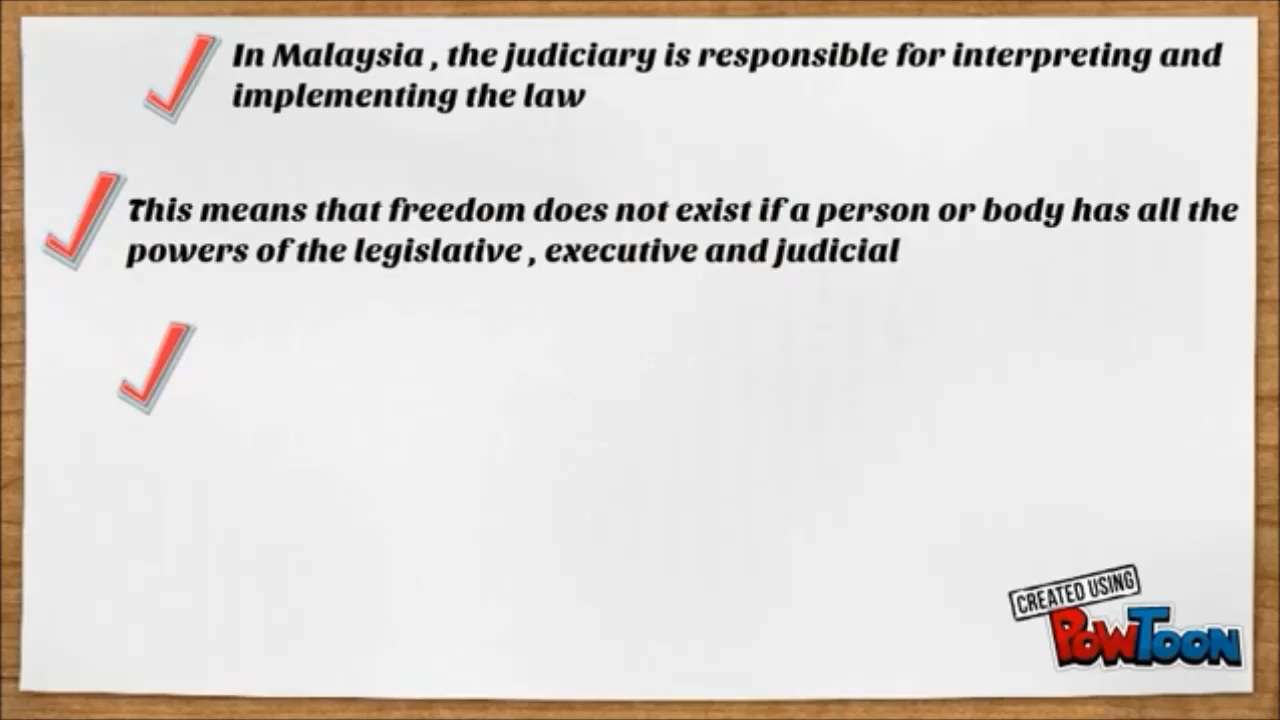 In Malaysia , the judiciary is responsible for interpreting and
implementing the law
This means that freedom does not exist if a person or body has all the
powers of the legislative , executive and judicial
CREATED USING
POWTOON